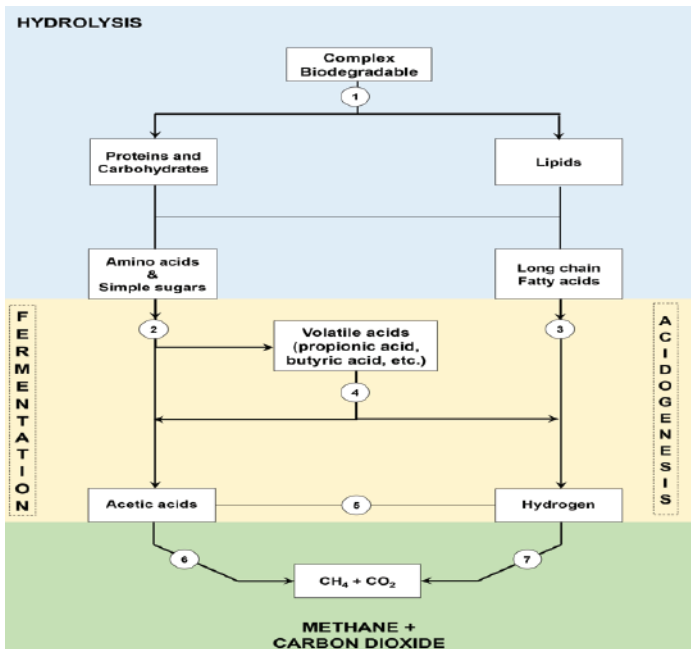 HYDROLYSIS
Complex
Biodegradable
1
Proteins and
Carbohydrates
Lipids
Amino acids
&
Simple sugars
Long chain
Fatty acids
FERMENTATION
2
Volatile acids
(propionic acid,
butyric acid, etc.)
3
ACIDOGENESIS
4
Acetic acids
5
Hydrogen
6
7
CH₄ + CO₂
METHANE +
CARBON DIOXIDE